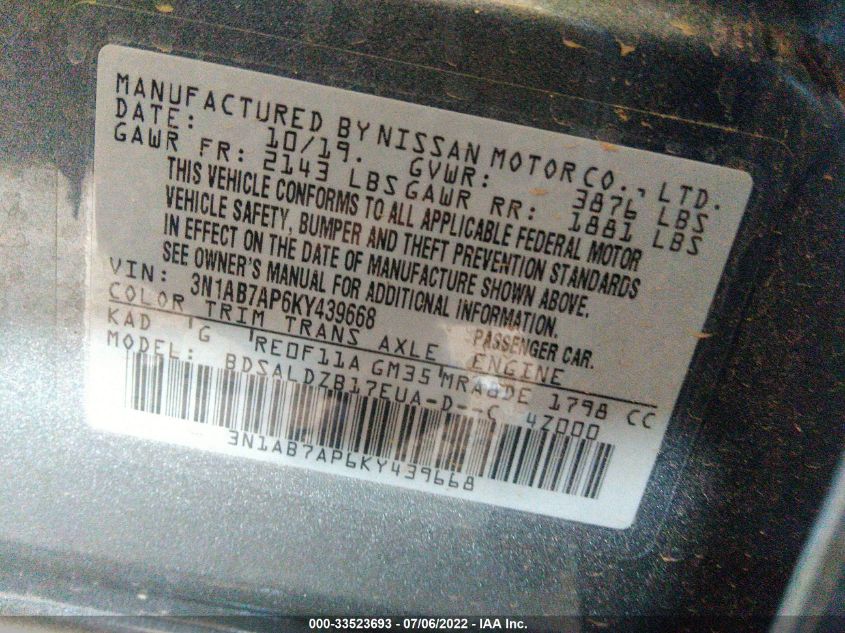 MANUFACTURED BY NISSAN MOTOR CO., LTD.
DATE: 10/19. GVWR: 3876 LBS
GAWR FR: 2143 LBS GAWR RR: 1881 LBS
THIS VEHICLE CONFORMS TO ALL APPLICABLE FEDERAL MOTOR
VEHICLE SAFETY, BUMPER AND THEFT PREVENTION STANDARDS
IN EFFECT ON THE DATE OF MANUFACTURE SHOWN ABOVE.
SEE OWNER'S MANUAL FOR ADDITIONAL INFORMATION.
VIN: 3N1AB7AP6KY439668 PASSENGER CAR.
COLOR TRIM TRANS AXLE ENGINE
KAD G RE0F11A GM35 MRA8DE 1798 CC
MODEL: BDSALDZB17EUA-D--C 4Z000
3N1AB7AP6KY439668
000-33523693 - 07/06/2022 - IAA Inc.